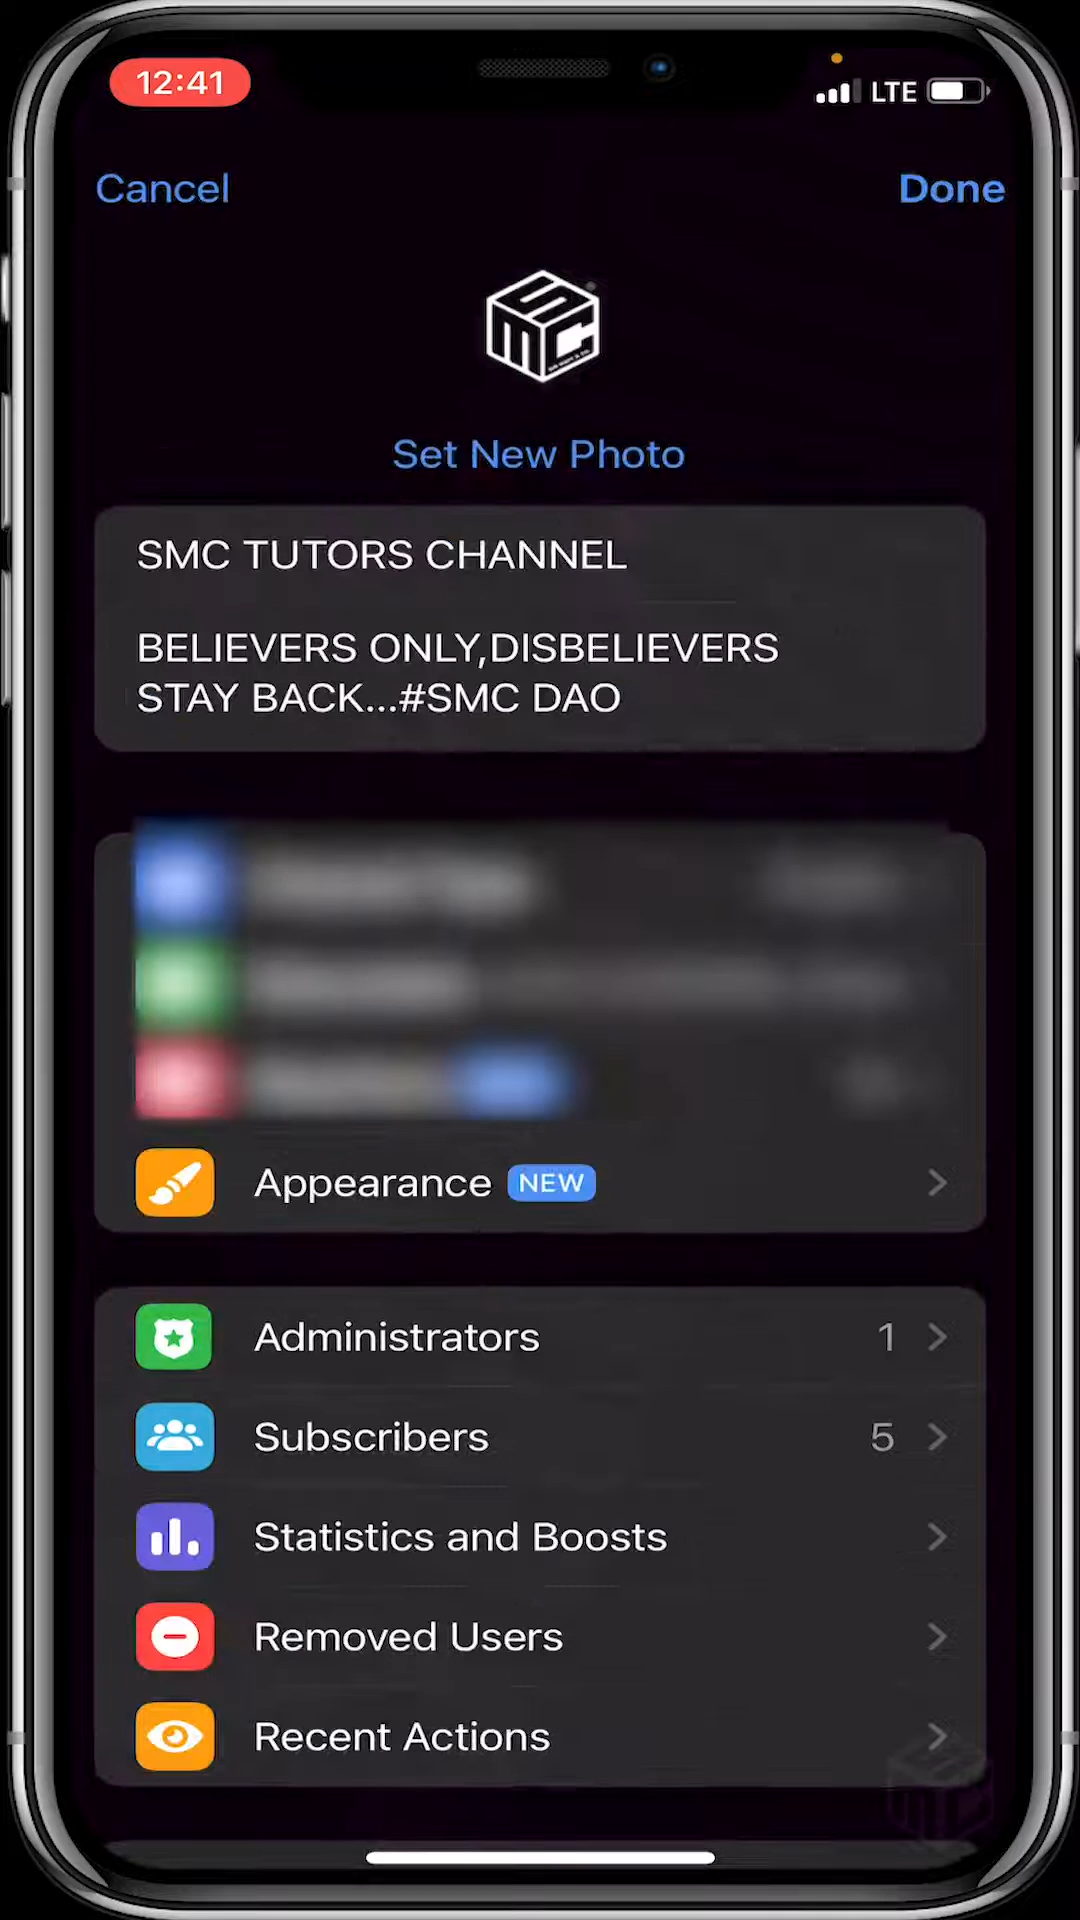 12:41
LTE
Cancel
Done
SMC
Set New Photo
SMC TUTORS CHANNEL
BELIEVERS ONLY,DISBELIEVERS
STAY BACK...#SMC DAO
Appearance NEW
Administrators 1
Subscribers 5
Statistics and Boosts
Removed Users
Recent Actions